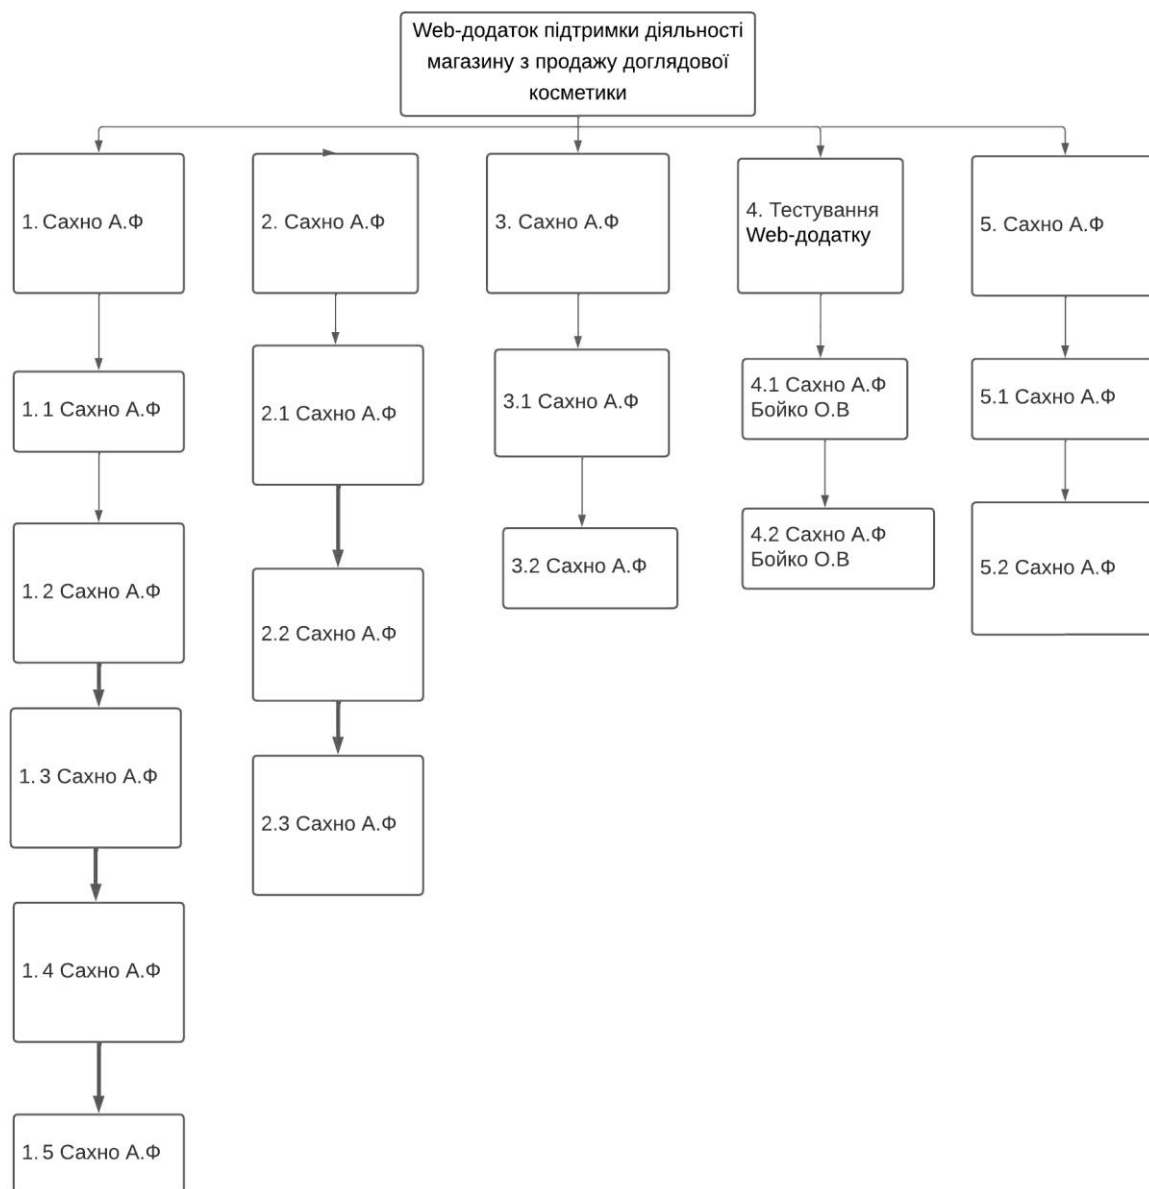 Web-додаток підтримки діяльності
магазину з продажу доглядової
косметики
1. Сахно А.Ф
2. Сахно А.Ф
3. Сахно А.Ф
4. Тестування
Web-додатку
5. Сахно А.Ф
1. 1 Сахно А.Ф
2.1 Сахно А.Ф
3.1 Сахно А.Ф
4.1 Сахно А.Ф
Бойко О.В
5.1 Сахно А.Ф
1. 2 Сахно А.Ф
2.2 Сахно А.Ф
3.2 Сахно А.Ф
4.2 Сахно А.Ф
Бойко О.В
5.2 Сахно А.Ф
1. 3 Сахно А.Ф
2.3 Сахно А.Ф
1. 4 Сахно А.Ф
1. 5 Сахно А.Ф